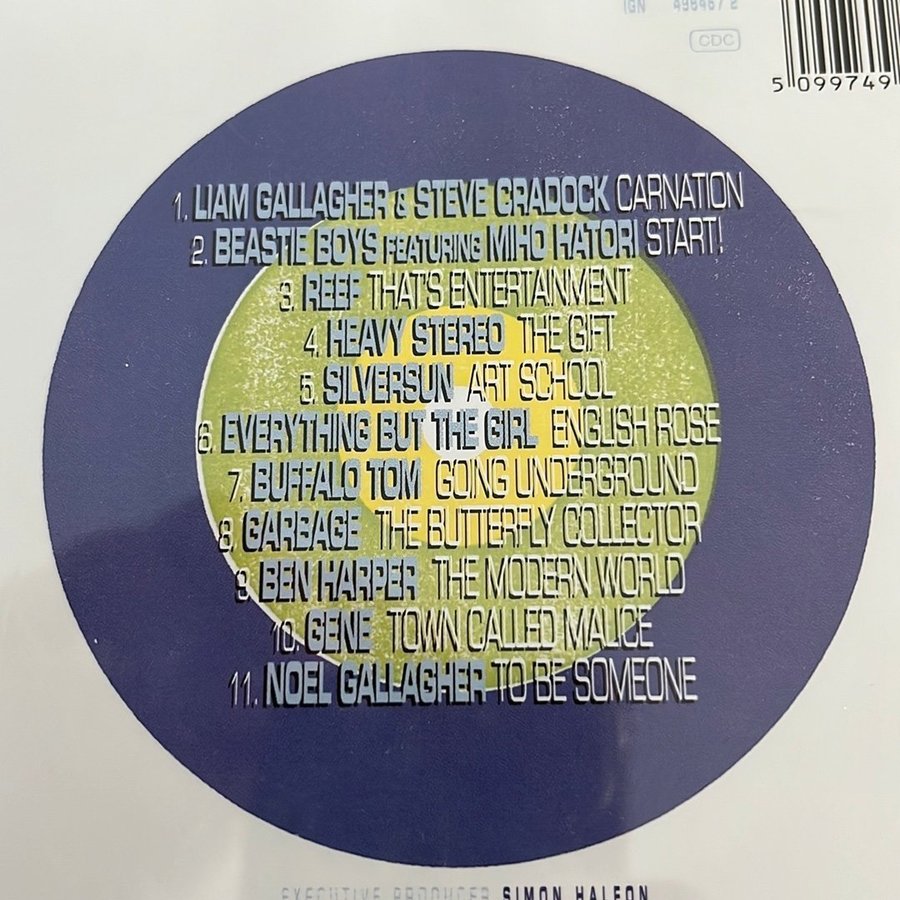 IGN 495467 2
CDC
5 099749
1. LIAM GALLAGHER & STEVE CRADOCK CARNATION
2. BEASTIE BOYS FEATURING MIHO HATORI START!
3. REEF THAT'S ENTERTAINMENT
4. HEAVY STEREO THE GIFT
5. SILVERSUN ART SCHOOL
6. EVERYTHING BUT THE GIRL ENGLISH ROSE
7. BUFFALO TOM GOING UNDERGROUND
8. GARBAGE THE BUTTERFLY COLLECTOR
9. BEN HARPER THE MODERN WORLD
10. GENE TOWN CALLED MALICE
11. NOEL GALLAGHER TO BE SOMEONE
EXECUTIVE PRODUCER SIMON HALFON